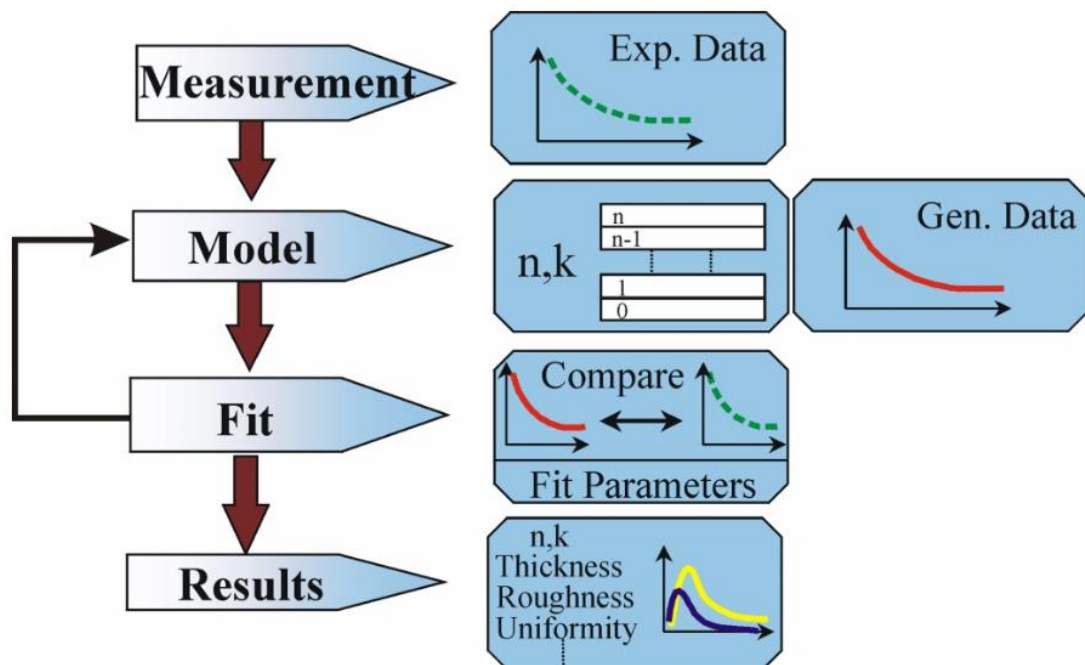 Measurement
Exp. Data
Model
n,k
n
n-1
1
0
Gen. Data
Fit
Compare
Fit Parameters
Results
n,k
Thickness
Roughness
Uniformity